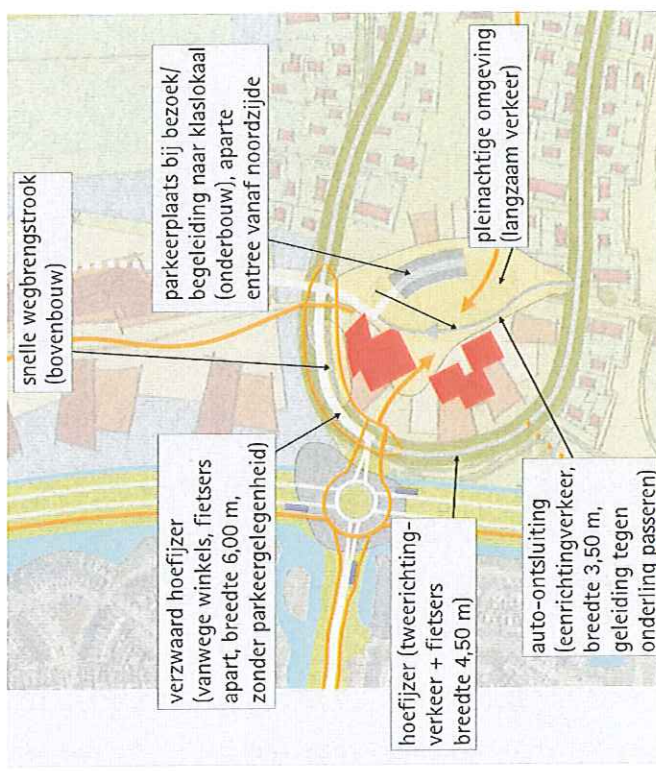 snelle wegbrengstrook
(bovenbouw)
parkeerplaats bij bezoek/
begeleiding naar klaslokaal
(onderbouw), aparte
entree vanaf noordzijde
verzwaard hoefijzer
(vanwege winkels, fietsers
apart, breedte 6,00 m,
zonder parkeergelegenheid)
pleinachtige omgeving
(langzaam verkeer)
hoefijzer (tweerichting-
verkeer + fietsers
breedte 4,50 m)
auto-ontsluiting
(eenrichtingverkeer,
breedte 3,50 m,
geleiding tegen
onderling passeren)